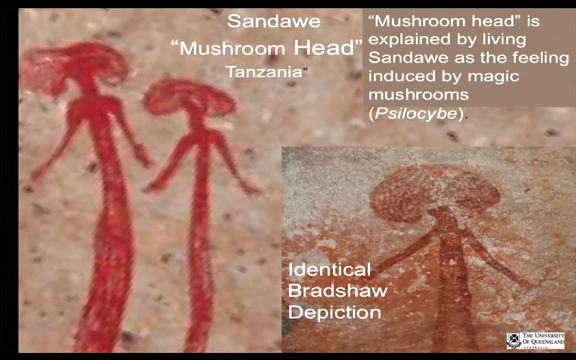 Sandawe
“Mushroom Head”
Tanzania"
“Mushroom head” is
explained by living
Sandawe as the feeling
induced by magic
mushrooms
(Psilocybe).
Identical
Bradshaw
Depiction
THE UNIVERSITY
OF QUEENSLAND
AUSTRALIA